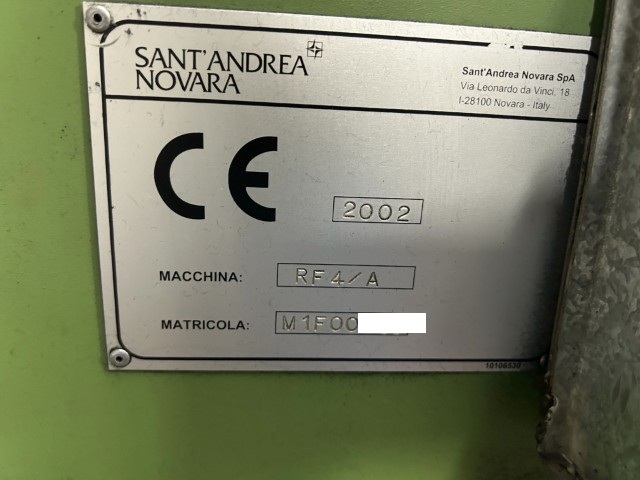 SANT'ANDREA
NOVARA
Sant'Andrea Novara SpA
Via Leonardo da Vinci, 18
I-28100 Novara - Italy
CE
2002
MACCHINA: RF4/A
MATRICOLA: M1F00
10106530